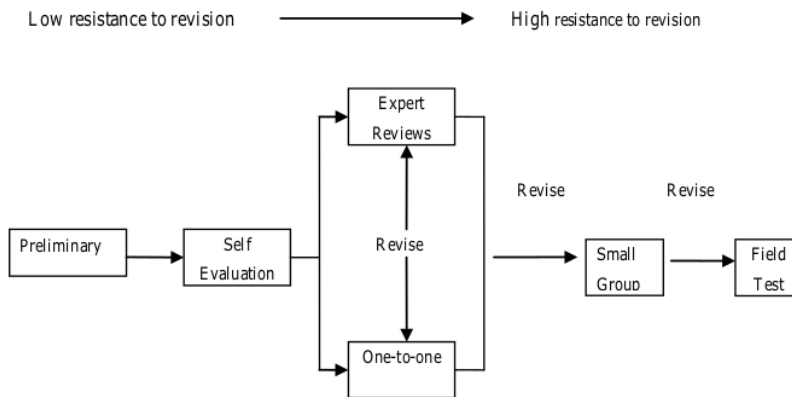 Low resistance to revision
High resistance to revision
Expert
Reviews
Revise
Revise
Preliminary
Self
Evaluation
Revise
Small
Group
Field
Test
One-to-one